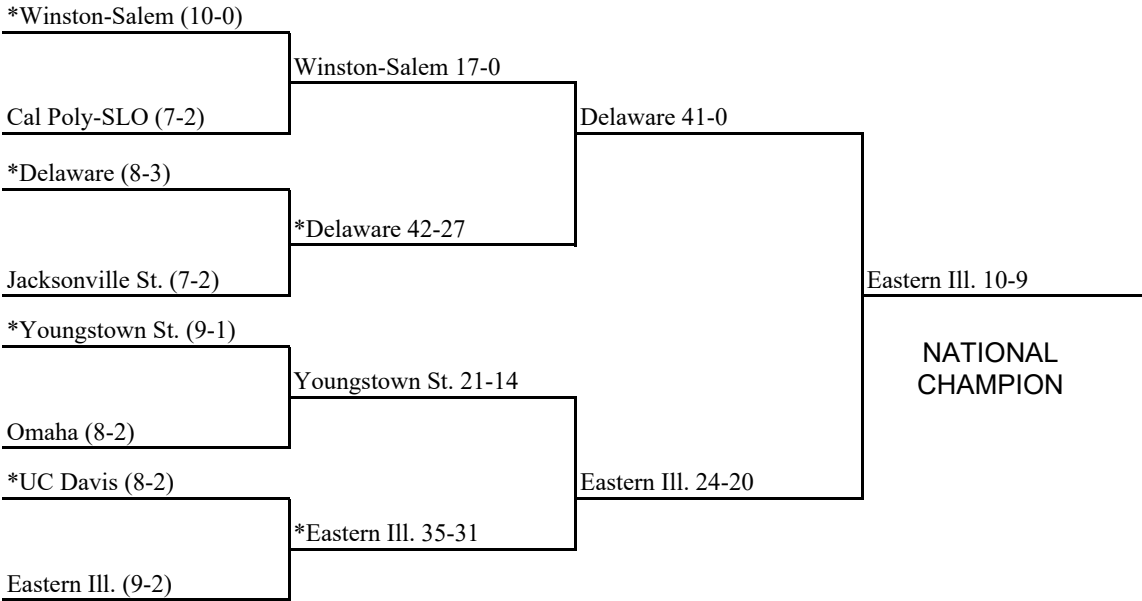 *Winston-Salem (10-0)
Winston-Salem 17-0
Cal Poly-SLO (7-2)
Delaware 41-0
*Delaware (8-3)
*Delaware 42-27
Jacksonville St. (7-2)
Eastern Ill. 10-9
*Youngstown St. (9-1)
NATIONAL
CHAMPION
Youngstown St. 21-14
Omaha (8-2)
*UC Davis (8-2)
Eastern Ill. 24-20
*Eastern Ill. 35-31
Eastern Ill. (9-2)